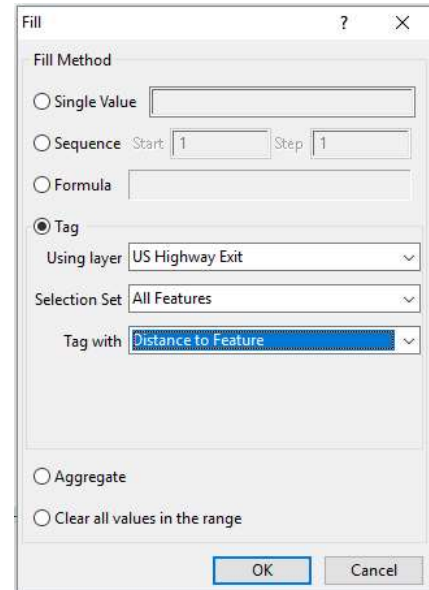 Fill ?
Fill Method
Single Value
Sequence Start 1 Step 1
Formula
Tag
Using layer US Highway Exit
Selection Set All Features
Tag with Distance to Feature
Aggregate
Clear all values in the range
OK Cancel